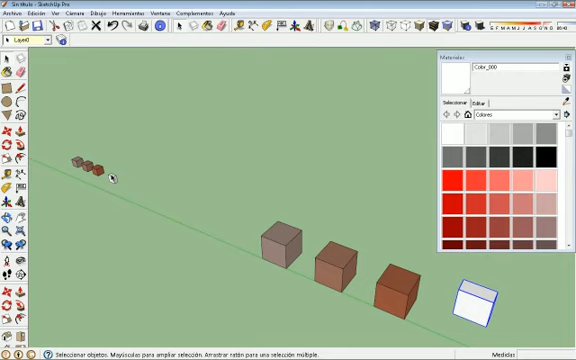 Sin título - SketchUp Pro
Archivo Edición Ver Cámara Dibujo Herramientas Ventana Complementos Ayuda
Layer0
Materiales
Color_000
Seleccionar Editar
Colores
Seleccionar objetos. Mayúsculas para ampliar selección. Arrastrar ratón para una selección múltiple.
Medidas